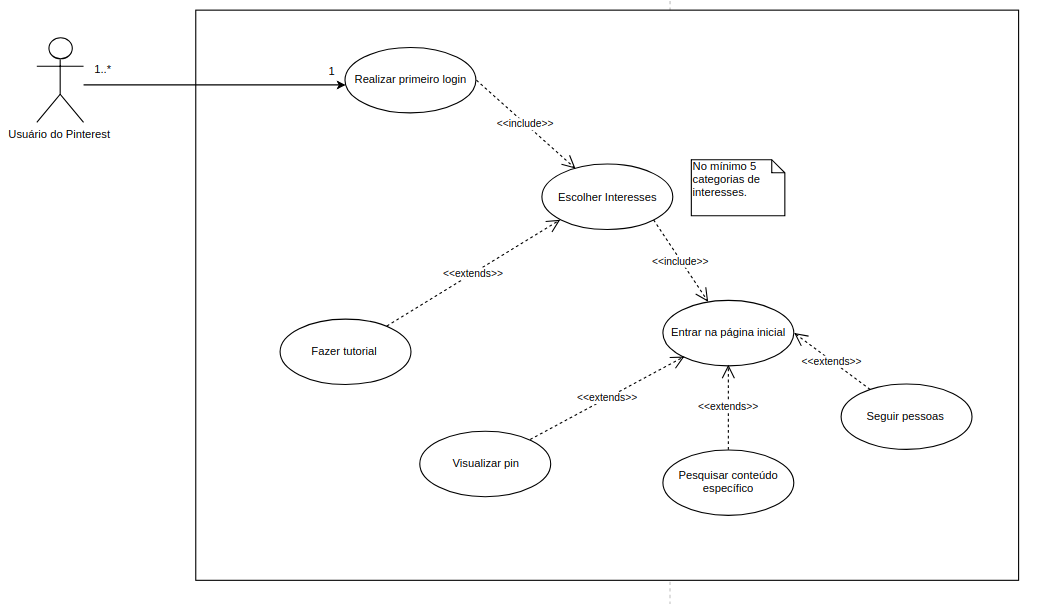 1..*
1
Realizar primeiro login
Usuário do Pinterest
<<include>>
Escolher Interesses
No mínimo 5
categorias de
interesses.
<<extends>>
<<include>>
Fazer tutorial
Entrar na página inicial
<<extends>>
<<extends>>
<<extends>>
Seguir pessoas
Visualizar pin
Pesquisar conteúdo
específico